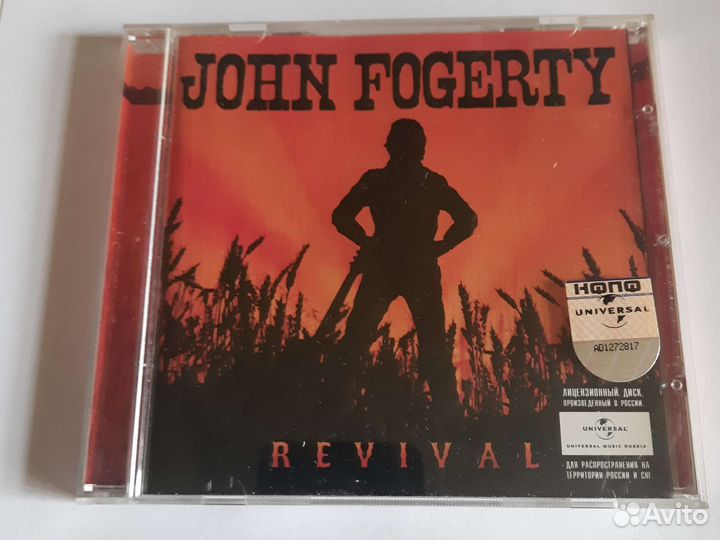 JOHN FOGERTY
HQПQ
UNIVERSAL
AD1272817
ЛИЦЕНЗИОННЫЙ ДИСК,
ПРОИЗВЕДЕННЫЙ В РОССИИ.
UNIVERSAL
UNIVERSAL MUSIC RUSSIA
ДЛЯ РАСПРОСТРАНЕНИЯ НА
ТЕРРИТОРИИ РОССИИ И СНГ
REVIVAL
Avito